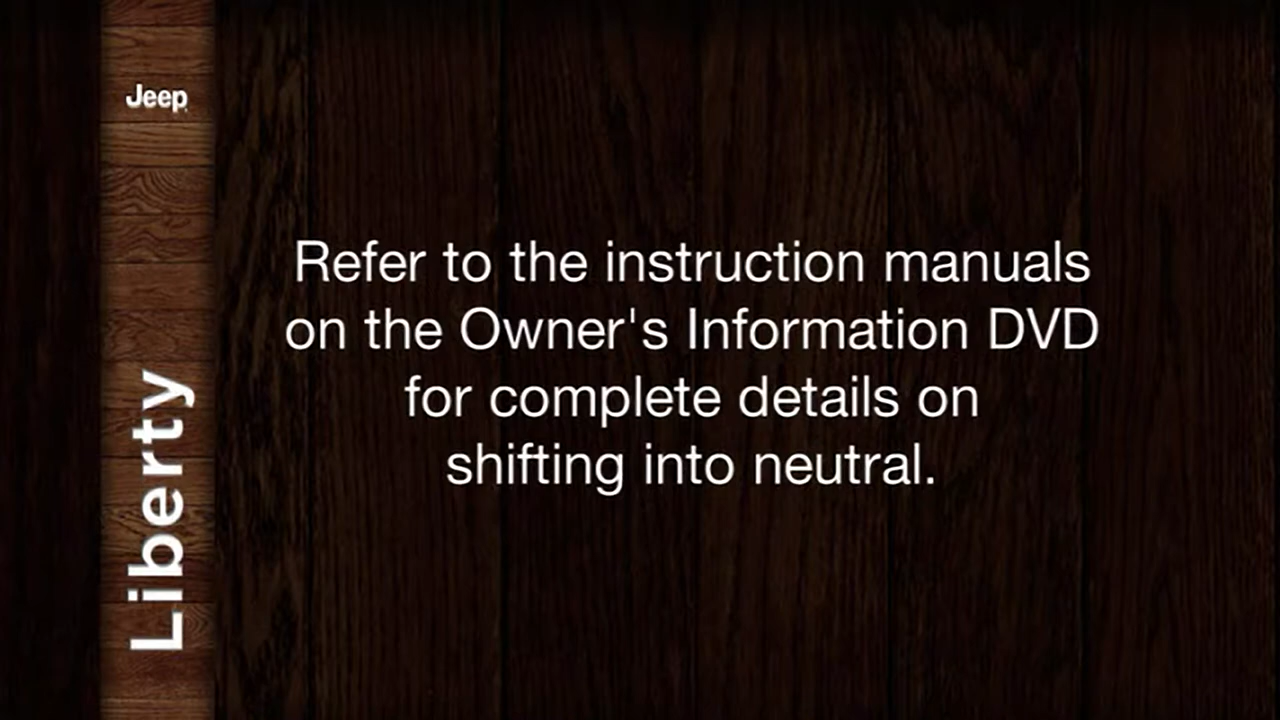 Jeep
Liberty
Refer to the instruction manuals
on the Owner's Information DVD
for complete details on
shifting into neutral.